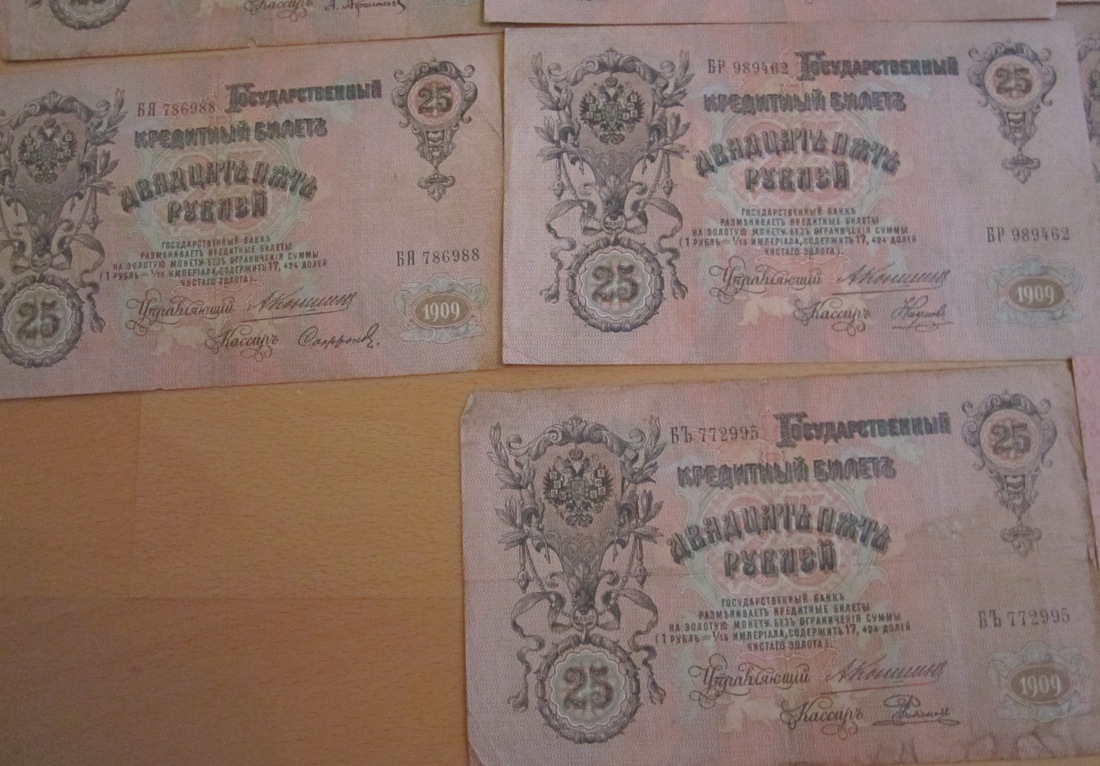 Кассиръ
БЯ 786988 Государственный
25
кредитный билетъ
Двадцать пять
рублей
Государственный банкъ
размѣниваетъ кредитные билеты
на золотую монету безъ ограниченія суммы
(1 рубль = 1/15 имперіала, содержитъ 17, 424 долей
чистаго золота).
БЯ 786988
25
Управляющій АКоншинъ
1909
Кассиръ Софроновъ.
БР 989462 Государственный
25
кредитный билетъ
Двадцать пять
рублей
Государственный банкъ
размѣниваетъ кредитные билеты
на золотую монету безъ ограниченія суммы
(1 рубль = 1/15 имперіала, содержитъ 17, 424 долей
чистаго золота).
БР 989462
25
Управляющій АКоншинъ
1909
Кассиръ
БЪ 772995 Государственный
25
кредитный билетъ
Двадцать пять
рублей
Государственный банкъ
размѣниваетъ кредитные билеты
на золотую монету безъ ограниченія суммы
(1 рубль = 1/15 имперіала, содержитъ 17, 424 долей
чистаго золота).
БЪ 772995
25
Управляющій АКоншинъ
1909
Кассиръ